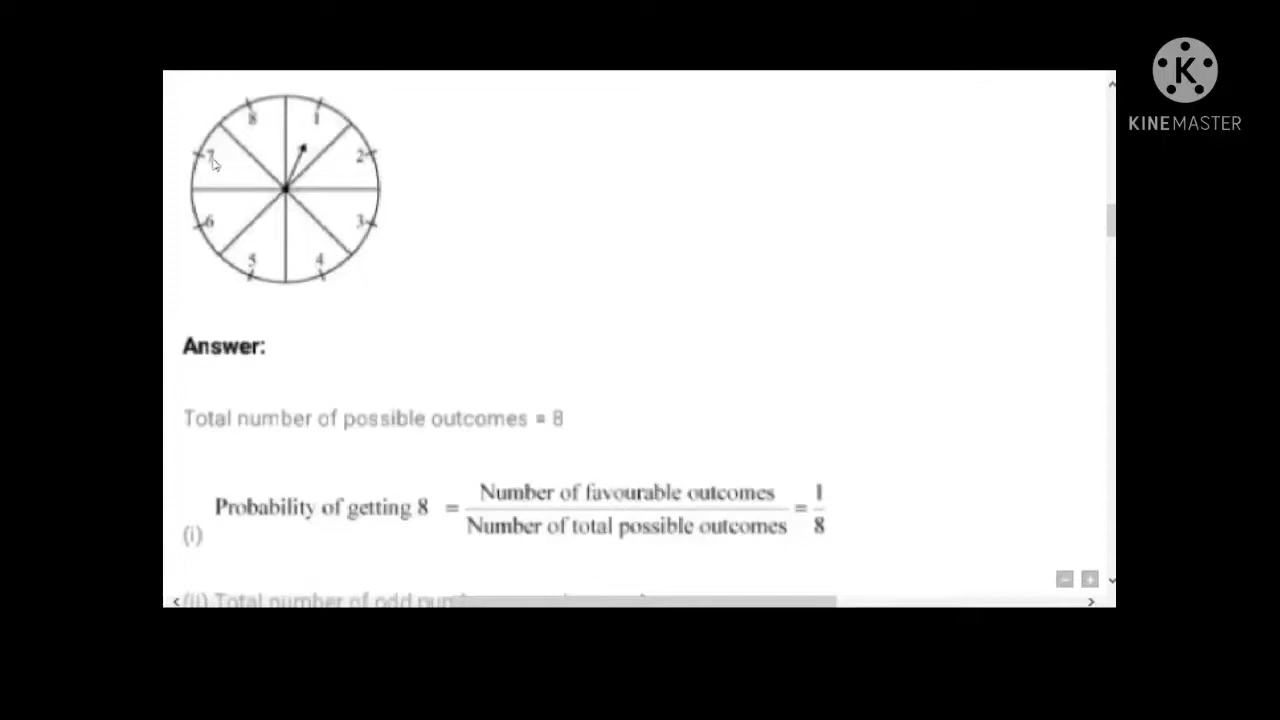 8 1
7 2
6 3
5 4
Answer:
Total number of possible outcomes = 8
(i) Probability of getting 8 = Number of favourable outcomes / Number of total possible outcomes = 1/8
(ii) Total number of odd
K
KINEMASTER